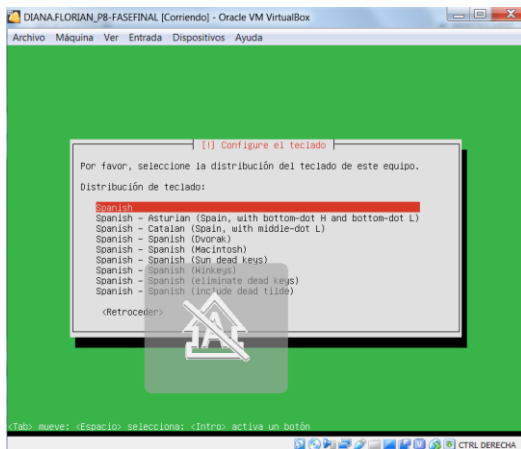 DIANA.FLORIAN_P8-FASEFINAL [Corriendo] - Oracle VM VirtualBox
Archivo Máquina Ver Entrada Dispositivos Ayuda
[!] Configure el teclado
Por favor, seleccione la distribución del teclado de este equipo.
Distribución de teclado:
Spanish
Spanish - Asturian (Spain, with bottom-dot H and bottom-dot L)
Spanish - Catalan (Spain, with middle-dot L)
Spanish - Spanish (Dvorak)
Spanish - Spanish (Macintosh)
Spanish - Spanish (Sun dead keys)
Spanish - Spanish (Winkeys)
Spanish - Spanish (eliminate dead keys)
Spanish - Spanish (include dead tilde)
<Retroceder>
A
<Tab> mueve: <Espacio> selecciona: <Intro> activa un botón
CTRL DERECHA